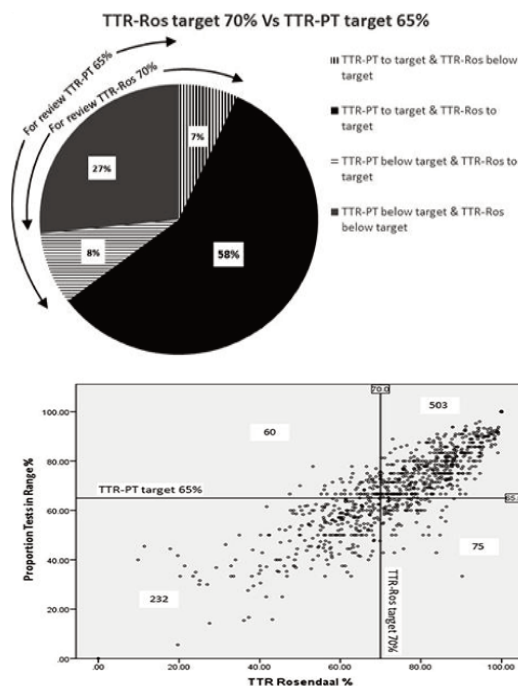 TTR-Ros target 70% Vs TTR-PT target 65%
For review TTR-PT 65%
For review TTR-Ros 70%
7%
27%
8%
58%
TTR-PT to target & TTR-Ros below
target
TTR-PT to target & TTR-Ros to
target
TTR-PT below target & TTR-Ros to
target
TTR-PT below target & TTR-Ros
below target
70.0
100.00
80.00
60.00
40.00
20.00
.00
Proportion Tests in Range %
60
503
TTR-PT target 65%
65.
75
232
TTR-Ros target 70%
.00
20.00
40.00
60.00
80.00
100.00
TTR Rosendaal %